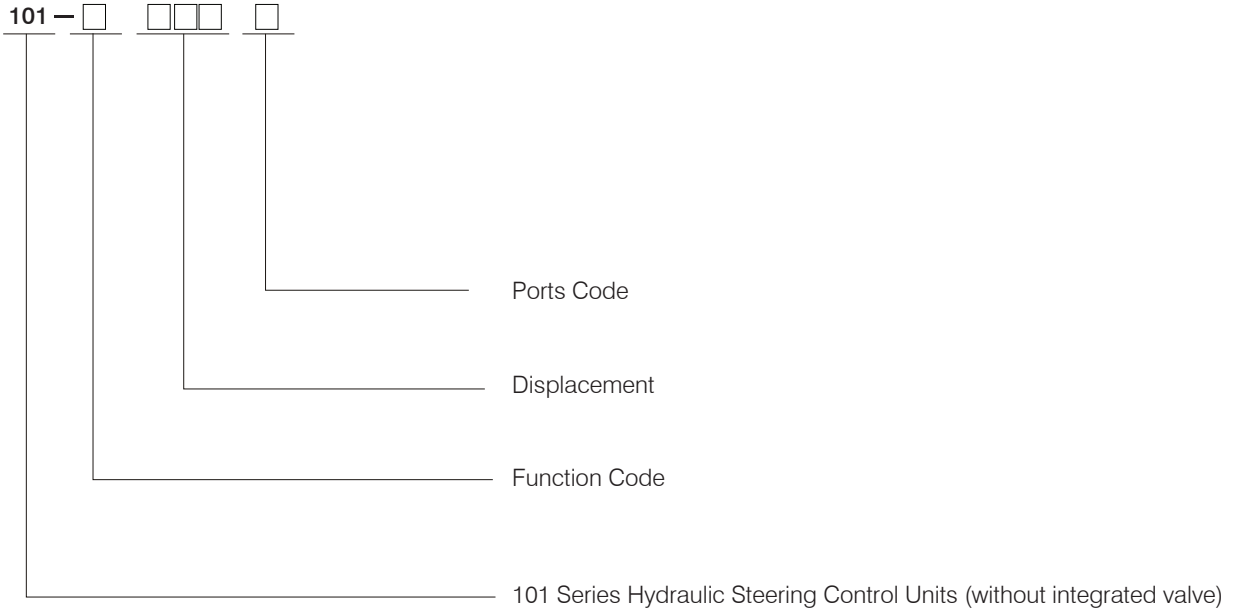 101 — □ □□□ □
Ports Code
Displacement
Function Code
101 Series Hydraulic Steering Control Units (without integrated valve)